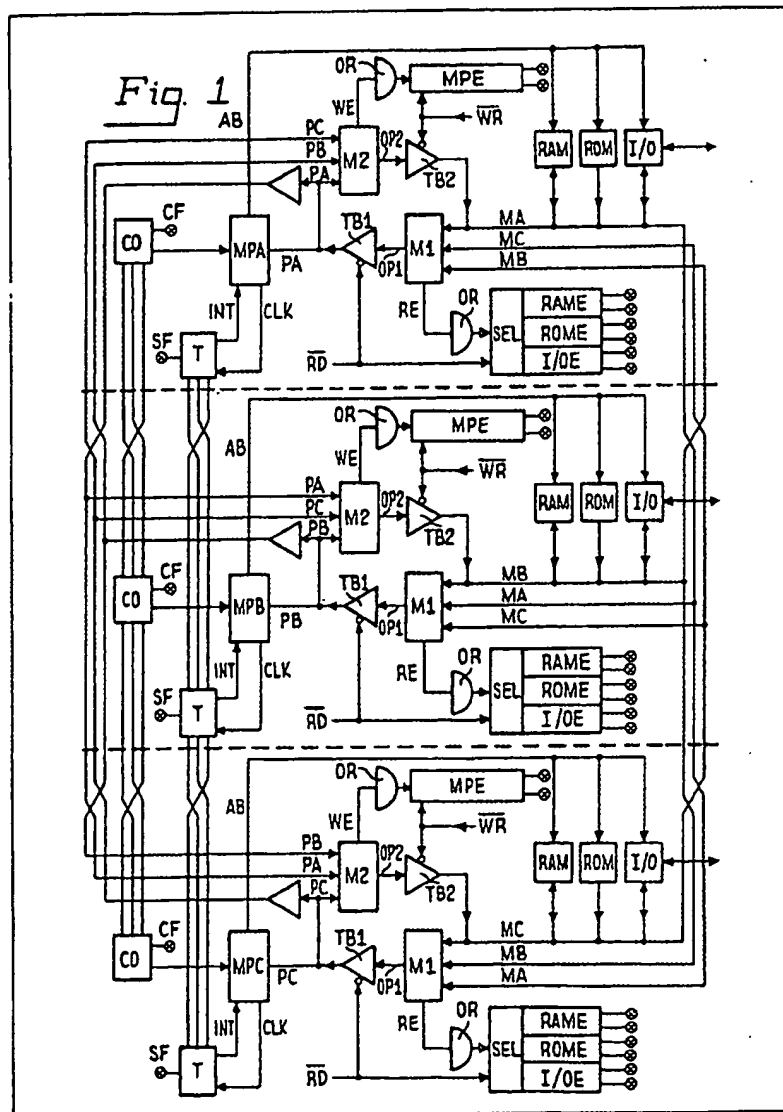 Fig. 1
OR MPE
WE
WR
AB PC
PB M2 OP2 RAM ROM I/O
PA TB2
CF
CO TB1 MA
MPA PA OP1 M1 MC
MB
INT CLK RE OR RAME
SF SEL ROME
T RD I/OE
OR MPE
AB WE
WR
PA
PC M2 OP2 RAM ROM I/O
PB TB2
CF
CO TB1 MB
MPB PB OP1 M1 MA
MC
INT CLK RE OR RAME
SF SEL ROME
T RD I/OE
OR MPE
AB WE
WR
PB
PA M2 OP2 RAM ROM I/O
PC TB2
CF
CO TB1 MC
MPC PC OP1 M1 MB
MA
INT CLK RE OR RAME
SF SEL ROME
T RD I/OE